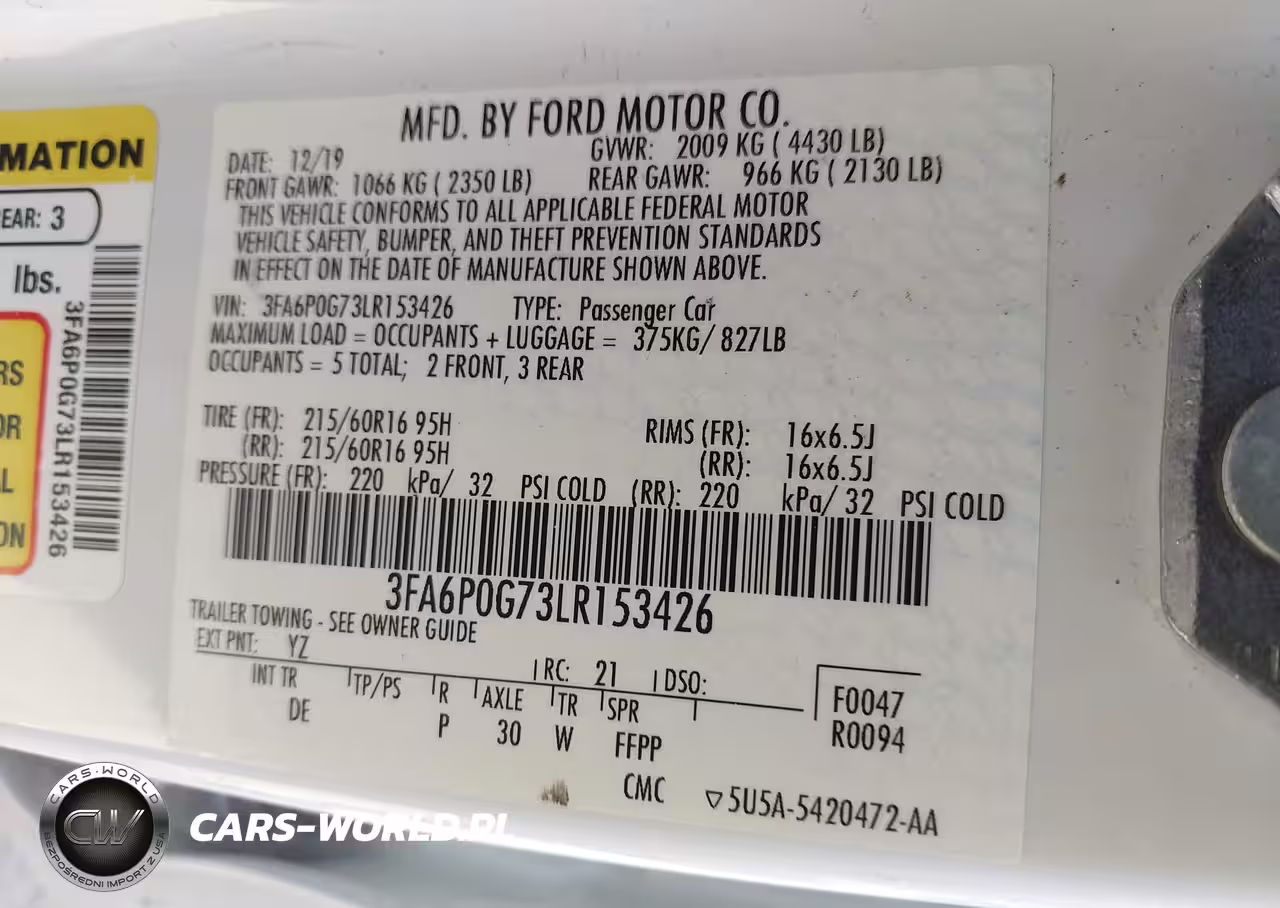 MATION
EAR: 3
lbs.
RS
OR
L
ON
3FA6P0G73LR153426
MFD. BY FORD MOTOR CO.
DATE: 12/19 GVWR: 2009 KG ( 4430 LB)
FRONT GAWR: 1066 KG ( 2350 LB) REAR GAWR: 966 KG ( 2130 LB)
THIS VEHICLE CONFORMS TO ALL APPLICABLE FEDERAL MOTOR
VEHICLE SAFETY, BUMPER, AND THEFT PREVENTION STANDARDS
IN EFFECT ON THE DATE OF MANUFACTURE SHOWN ABOVE.
VIN: 3FA6P0G73LR153426 TYPE: Passenger Car
MAXIMUM LOAD = OCCUPANTS + LUGGAGE = 375KG/ 827LB
OCCUPANTS = 5 TOTAL; 2 FRONT, 3 REAR
TIRE (FR): 215/60R16 95H RIMS (FR): 16x6.5J
(RR): 215/60R16 95H (RR): 16x6.5J
PRESSURE (FR): 220 kPa/ 32 PSI COLD (RR): 220 kPa/ 32 PSI COLD
3FA6P0G73LR153426
TRAILER TOWING - SEE OWNER GUIDE
EXT PNT: YZ RC: 21 DSO:
INT TR TP/PS R AXLE TR SPR F0047
DE P 30 W FFPP R0094
CMC 5U5A-5420472-AA
CARS-WORLD
CW
BEZPOŚREDNI IMPORT Z USA
CARS-WORLD.PL